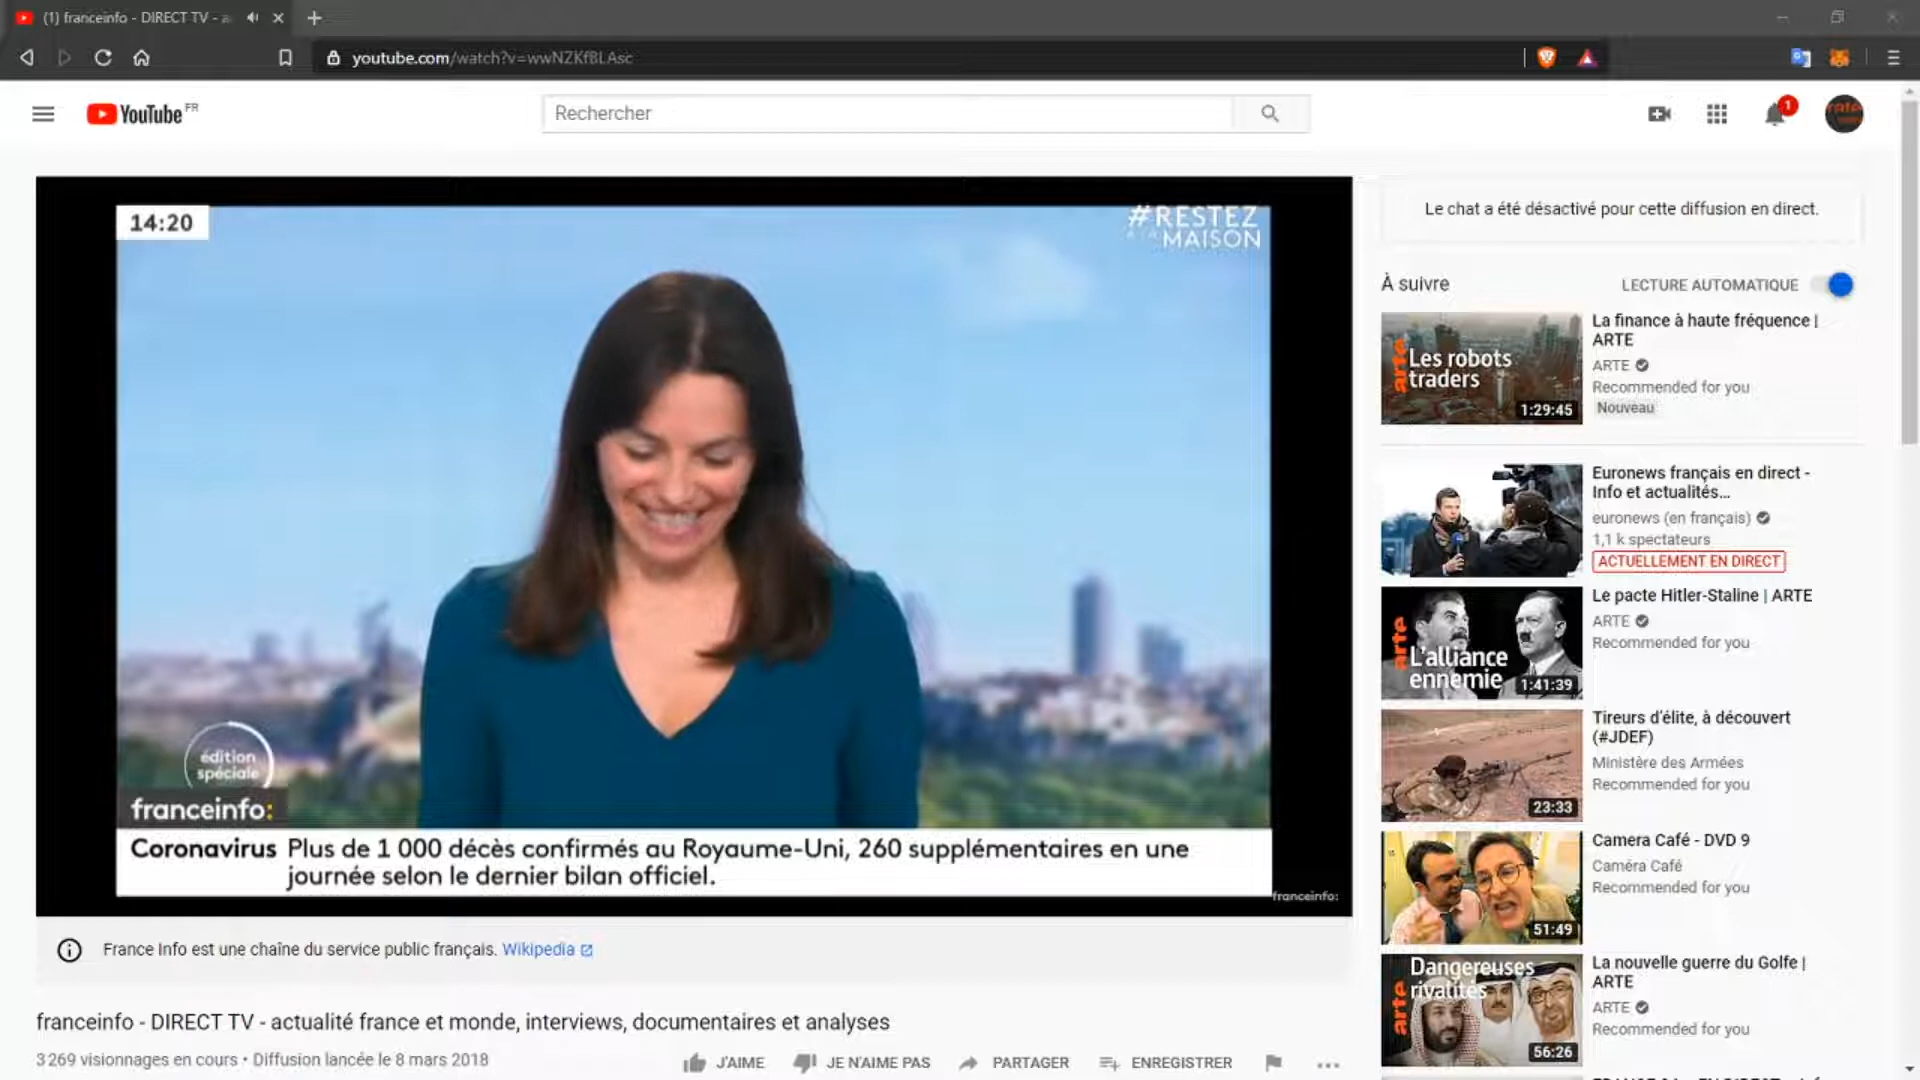 (1) franceinfo - DIRECT TV - a
youtube.com/watch?v=wwNZKfBLAsc
YouTube FR
Rechercher
1
14:20
#RESTEZ
À LA
MAISON
édition
spéciale
franceinfo:
Coronavirus Plus de 1 000 décès confirmés au Royaume-Uni, 260 supplémentaires en une
journée selon le dernier bilan officiel.
franceinfo:
France Info est une chaîne du service public français. Wikipedia
franceinfo - DIRECT TV - actualité france et monde, interviews, documentaires et analyses
3 269 visionnages en cours • Diffusion lancée le 8 mars 2018
J'AIME
JE N'AIME PAS
PARTAGER
ENREGISTRER
Le chat a été désactivé pour cette diffusion en direct.
À suivre
LECTURE AUTOMATIQUE
arte
Les robots
traders
1:29:45
La finance à haute fréquence |
ARTE
ARTE
Recommended for you
Nouveau
Euronews français en direct -
Info et actualités...
euronews (en français)
1,1 k spectateurs
ACTUELLEMENT EN DIRECT
arte
L'alliance
ennemie
1:41:39
Le pacte Hitler-Staline | ARTE
ARTE
Recommended for you
23:33
Tireurs d'élite, à découvert
(#JDEF)
Ministère des Armées
Recommended for you
51:49
Camera Café - DVD 9
Caméra Café
Recommended for you
arte
Dangereuses
rivalités
56:26
La nouvelle guerre du Golfe |
ARTE
ARTE
Recommended for you